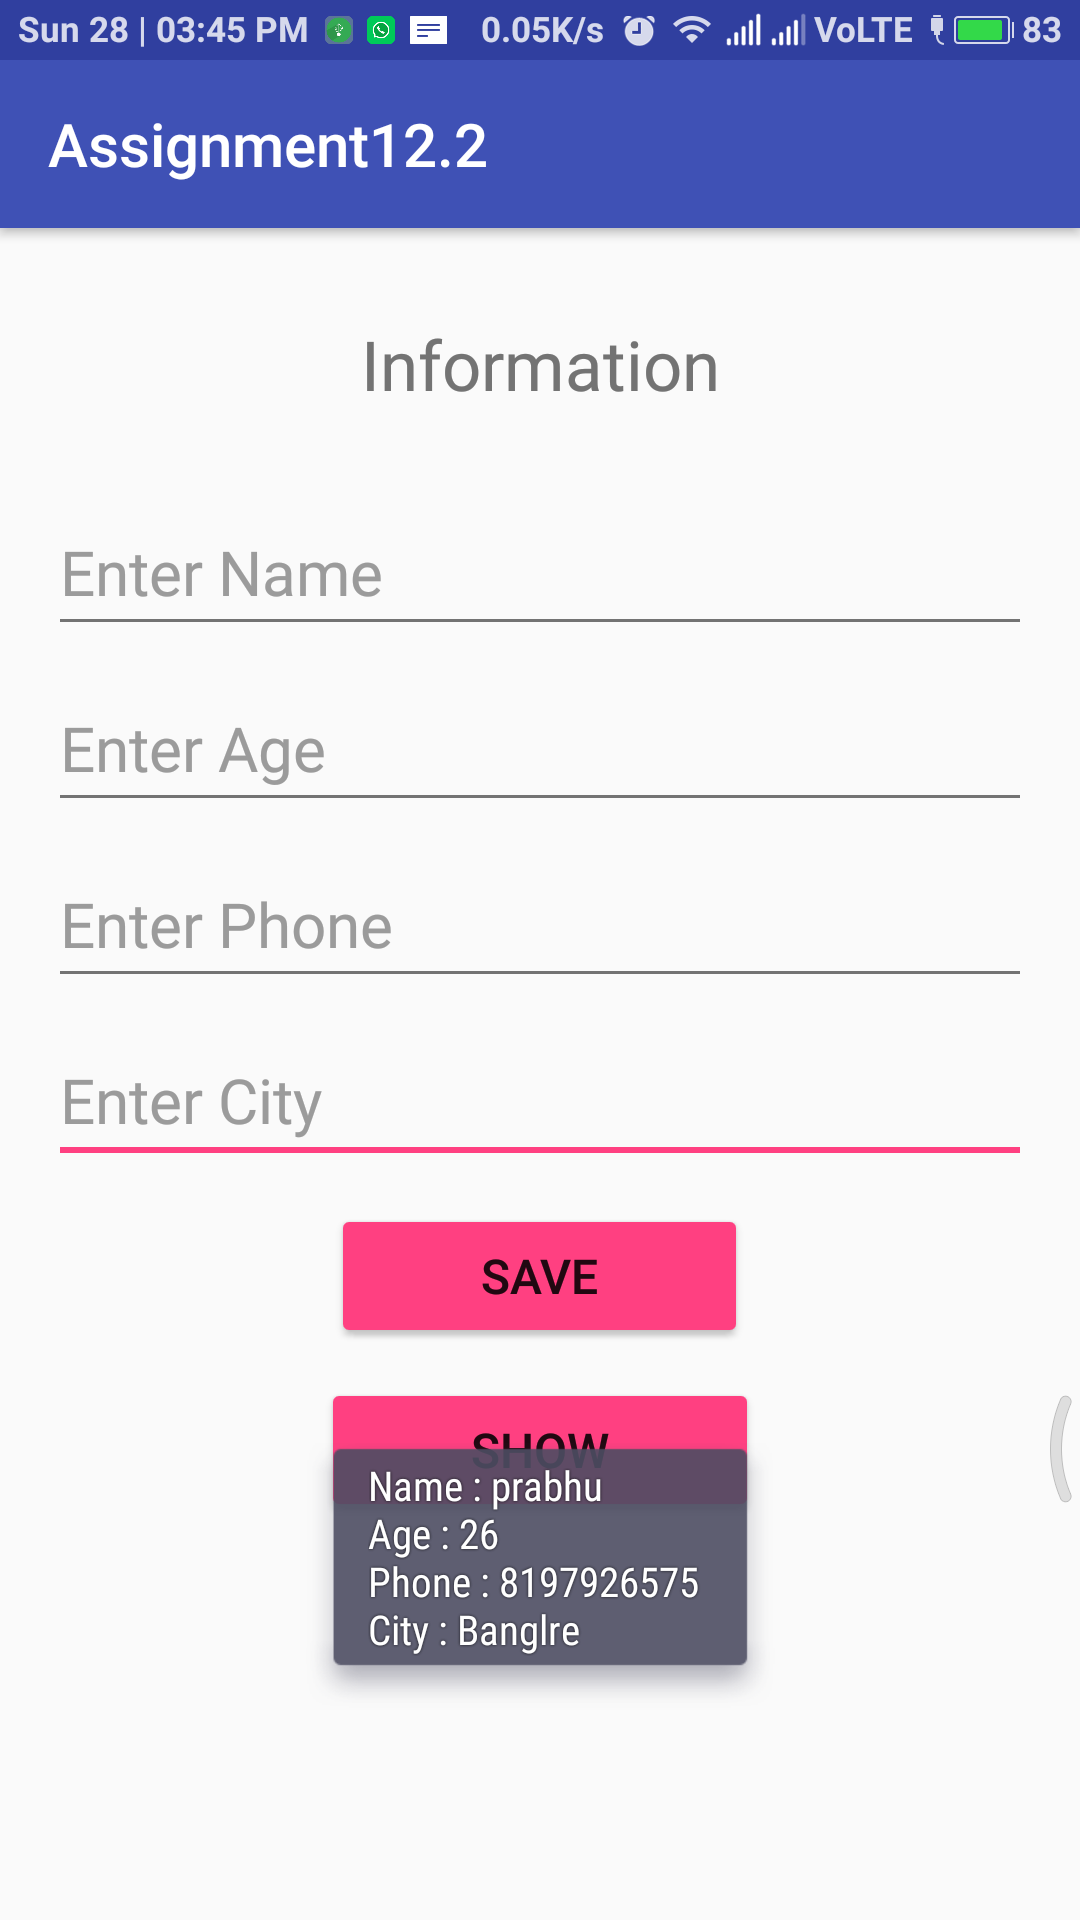 Sun 28 | 03:45 PM 0.05K/s VoLTE 83
Assignment12.2
Information
Enter Name
Enter Age
Enter Phone
Enter City
SAVE
SHOW
Name : prabhu
Age : 26
Phone : 8197926575
City : Banglre